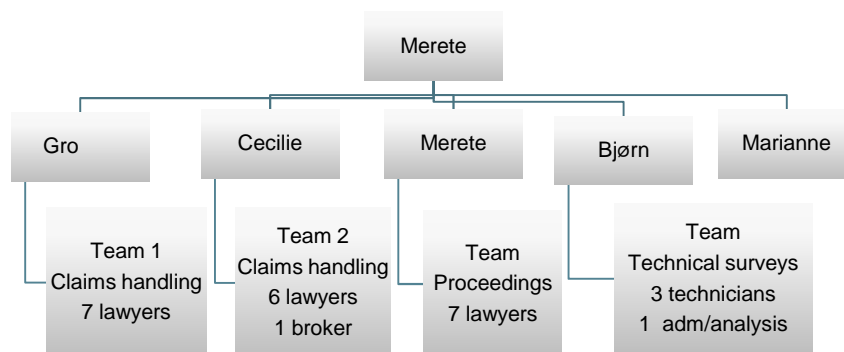 Merete
Gro
Cecilie
Merete
Bjørn
Marianne
Team 1
Claims handling
7 lawyers
Team 2
Claims handling
6 lawyers
1 broker
Team
Proceedings
7 lawyers
Team
Technical surveys
3 technicians
1 adm/analysis